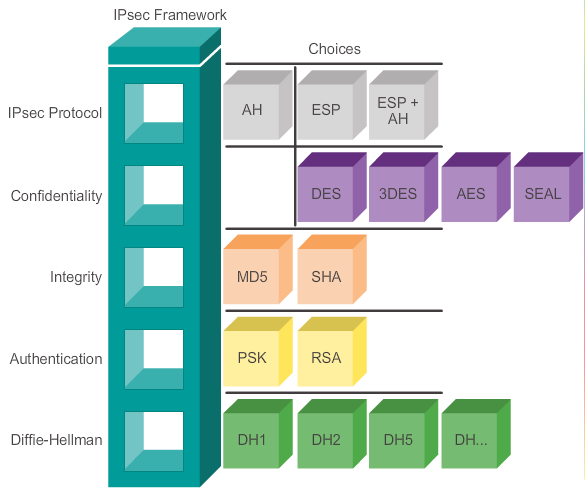 IPsec Framework
Choices
IPsec Protocol
AH
ESP
ESP +
AH
Confidentiality
DES
3DES
AES
SEAL
Integrity
MD5
SHA
Authentication
PSK
RSA
Diffie-Hellman
DH1
DH2
DH5
DH...